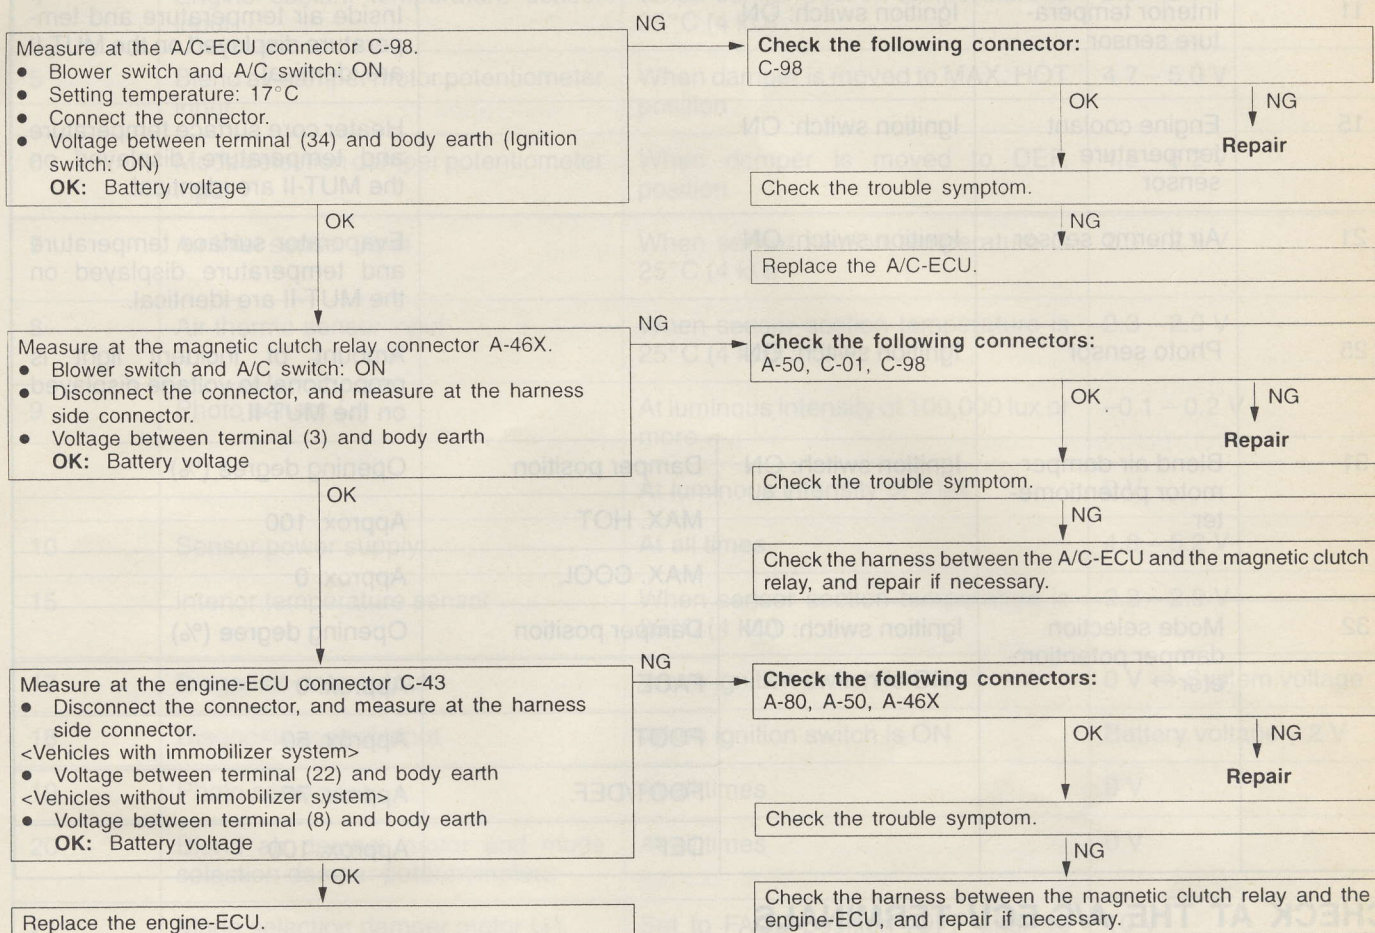 Measure at the A/C-ECU connector C-98.
● Blower switch and A/C switch: ON
● Setting temperature: 17°C
● Connect the connector.
● Voltage between terminal (34) and body earth (Ignition
switch: ON)
OK: Battery voltage
NG
Check the following connector:
C-98
OK
NG
Repair
Check the trouble symptom.
NG
Replace the A/C-ECU.
OK
Measure at the magnetic clutch relay connector A-46X.
● Blower switch and A/C switch: ON
● Disconnect the connector, and measure at the harness
side connector.
● Voltage between terminal (3) and body earth
OK: Battery voltage
NG
Check the following connectors:
A-50, C-01, C-98
OK
NG
Repair
Check the trouble symptom.
NG
Check the harness between the A/C-ECU and the magnetic clutch
relay, and repair if necessary.
OK
Measure at the engine-ECU connector C-43
● Disconnect the connector, and measure at the harness
side connector.
<Vehicles with immobilizer system>
● Voltage between terminal (22) and body earth
<Vehicles without immobilizer system>
● Voltage between terminal (8) and body earth
OK: Battery voltage
NG
Check the following connectors:
A-80, A-50, A-46X
OK
NG
Repair
Check the trouble symptom.
NG
Check the harness between the magnetic clutch relay and the
engine-ECU, and repair if necessary.
OK
Replace the engine-ECU.